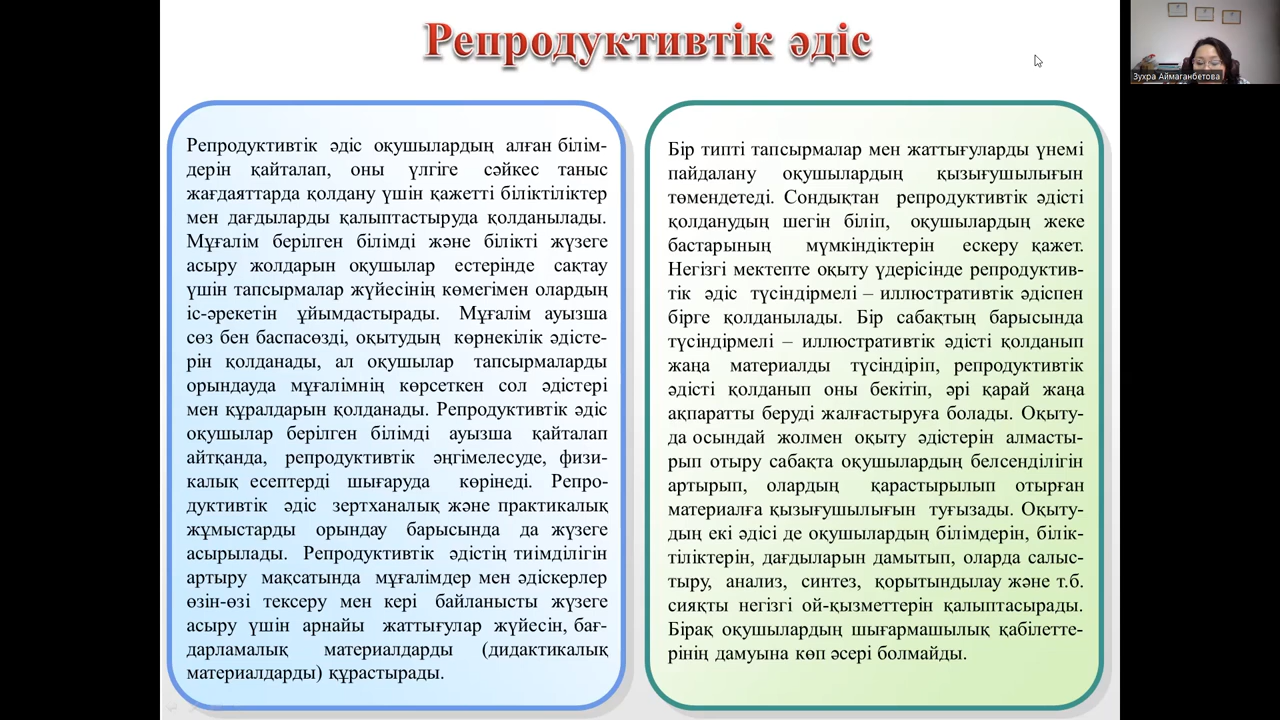 Репродуктивтік әдіс
Репродуктивтік әдіс оқушылардың алған білім-
дерін қайталап, оны үлгіге сәйкес таныс
жағдаяттарда қолдану үшін қажетті біліктіліктер
мен дағдыларды қалыптастыруда қолданылады.
Мұғалім берілген білімді және білікті жүзеге
асыру жолдарын оқушылар естерінде сақтау
үшін тапсырмалар жүйесінің көмегімен олардың
іс-әрекетін ұйымдастырады. Мұғалім ауызша
сөз бен баспасөзді, оқытудың көрнекілік әдісте-
рін қолданады, ал оқушылар тапсырмаларды
орындауда мұғалімнің көрсеткен сол әдістері
мен құралдарын қолданады. Репродуктивтік әдіс
оқушылар берілген білімді ауызша қайталап
айтқанда, репродуктивтік әңгімелесуде, физи-
калық есептерді шығаруда көрінеді. Репро-
дуктивтік әдіс зертханалық және практикалық
жұмыстарды орындау барысында да жүзеге
асырылады. Репродуктивтік әдістің тиімділігін
артыру мақсатында мұғалімдер мен әдіскерлер
өзін-өзі тексеру мен кері байланысты жүзеге
асыру үшін арнайы жаттығулар жүйесін, бағ-
дарламалық материалдарды (дидактикалық
материалдарды) құрастырады.
Бір типті тапсырмалар мен жаттығуларды үнемі
пайдалану оқушылардың қызығушылығын
төмендетеді. Сондықтан репродуктивтік әдісті
қолданудың шегін біліп, оқушылардың жеке
бастарының мүмкіндіктерін ескеру қажет.
Негізгі мектепте оқыту үдерісінде репродуктив-
тік әдіс түсіндірмелі – иллюстративтік әдіспен
бірге қолданылады. Бір сабақтың барысында
түсіндірмелі – иллюстративтік әдісті қолданып
жаңа материалды түсіндіріп, репродуктивтік
әдісті қолданып оны бекітіп, әрі қарай жаңа
ақпаратты беруді жалғастыруға болады. Оқыту-
да осындай жолмен оқыту әдістерін алмасты-
рып отыру сабақта оқушылардың белсенділігін
артырып, олардың қарастырылып отырған
материалға қызығушылығын туғызады. Оқыту-
дың екі әдісі де оқушылардың білімдерін, білік-
тіліктерін, дағдыларын дамытып, оларда салыс-
тыру, анализ, синтез, қорытындылау және т.б.
сияқты негізгі ой-қызметтерін қалыптасырады.
Бірақ оқушылардың шығармашылық қабілетте-
рінің дамуына көп әсері болмайды.
Зухра Аймаганбетова